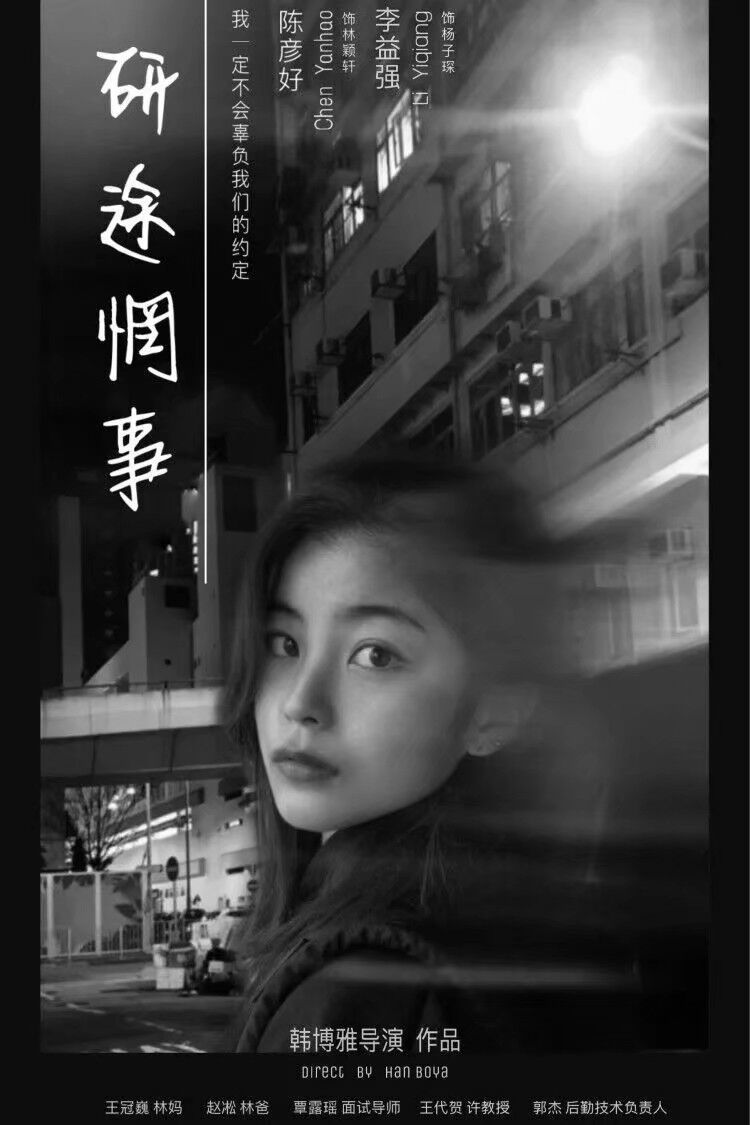 研途惘事
我一定不会辜负我们的约定
陈彦好
Chen Yanhao
饰林颖轩
李益强
Li Yiqiang
饰杨子琛
韩博雅导演 作品
DIRECT BY HAN BOYA
王冠巍 林妈 赵凇 林爸 覃露瑶 面试导师 王代贺 许教授 郭杰 后勤技术负责人